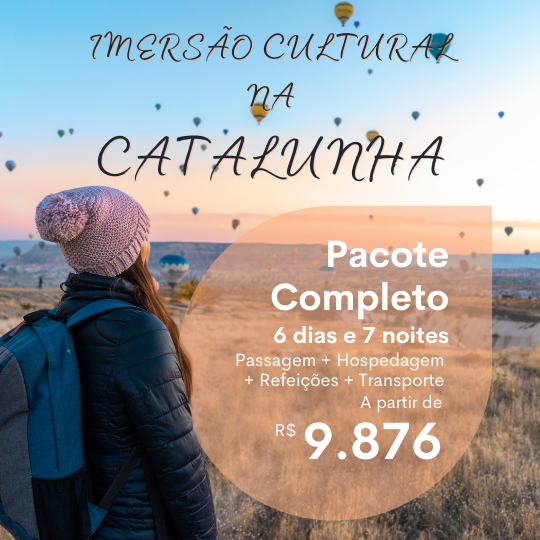 IMERSÃO CULTURAL
NA
CATALUNHA
Pacote
Completo
6 dias e 7 noites
Passagem + Hospedagem
+ Refeições + Transporte
A partir de
R$ 9.876